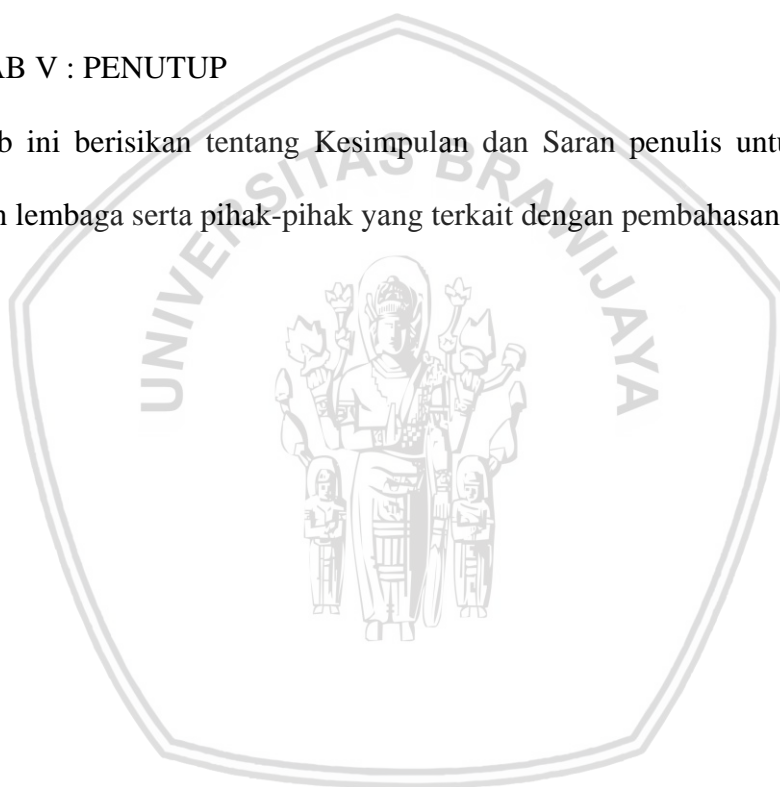 AB V : PENUTUP
b ini berisikan tentang Kesimpulan dan Saran penulis untu
n lembaga serta pihak-pihak yang terkait dengan pembahasan
UNIVERSITAS BRAWIJAYA